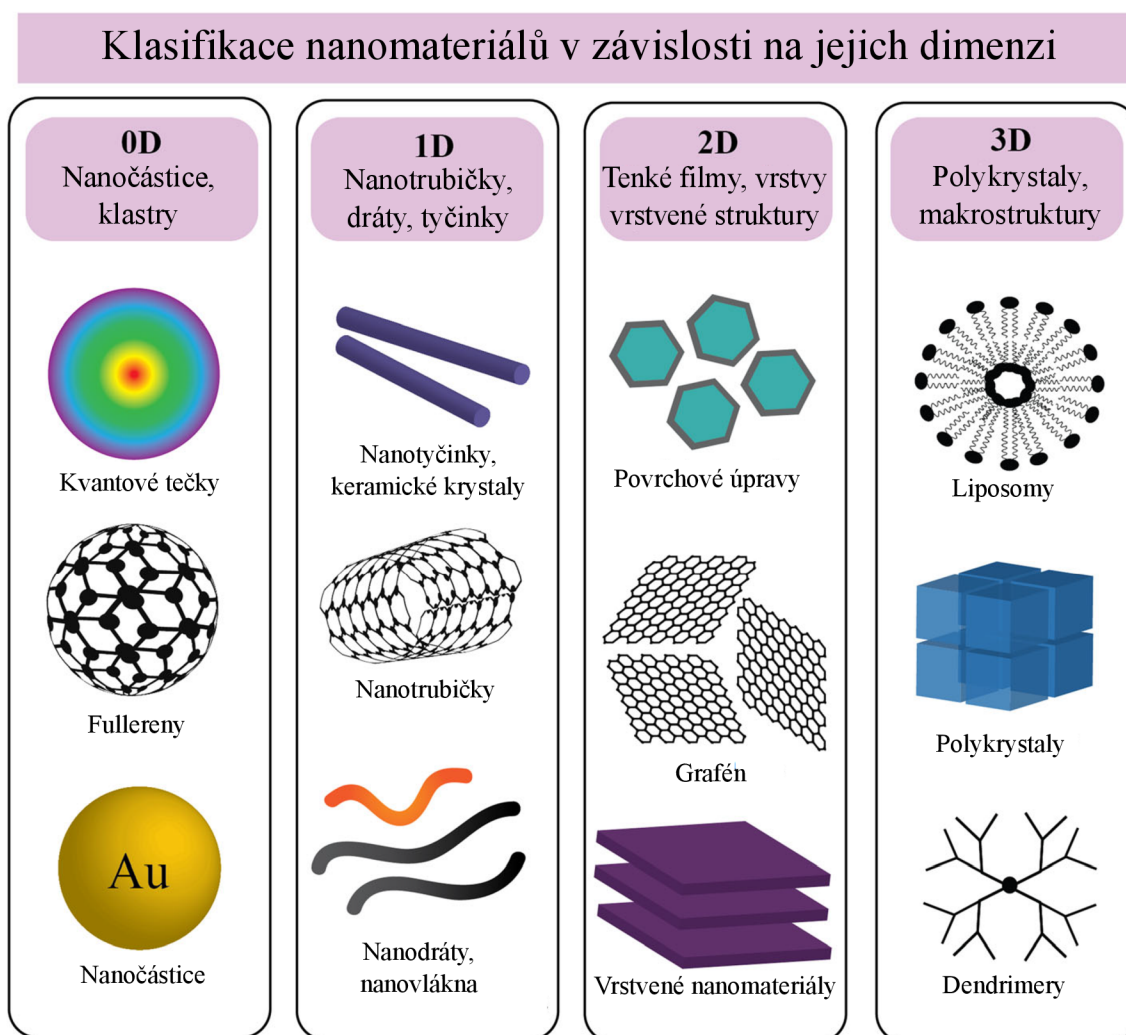 Klasifikace nanomateriálů v závislosti na jejich dimenzi
0D
Nanočástice,
klastry
Kvantové tečky
Fullereny
Au
Nanočástice
1D
Nanotrubičky,
dráty, tyčinky
Nanotyčinky,
keramické krystaly
Nanotrubičky
Nanodráty,
nanovlákna
2D
Tenké filmy, vrstvy
vrstvené struktury
Povrchové úpravy
Grafén
Vrstvené nanomateriály
3D
Polykrystaly,
makrostruktury
Liposomy
Polykrystaly
Dendrimery